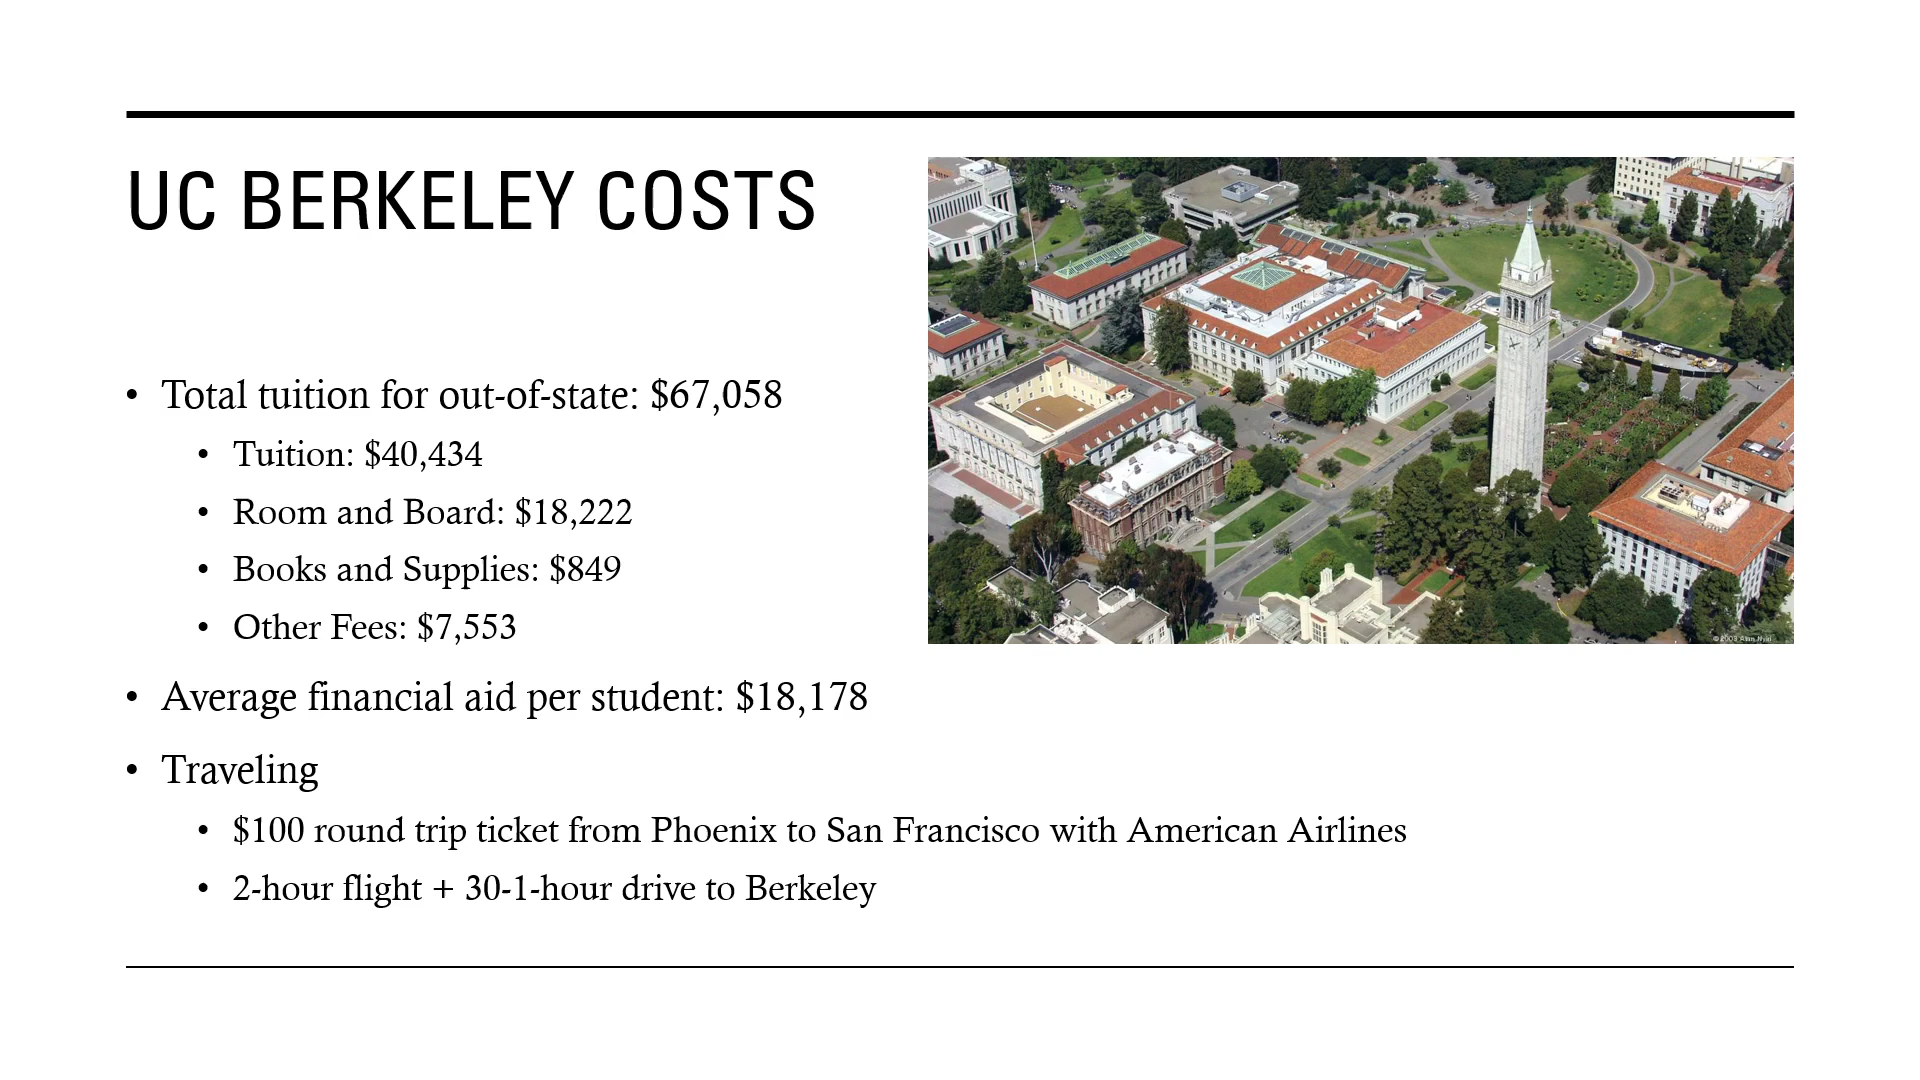 UC BERKELEY COSTS
• Total tuition for out-of-state: $67,058
• Tuition: $40,434
• Room and Board: $18,222
• Books and Supplies: $849
• Other Fees: $7,553
• Average financial aid per student: $18,178
• Traveling
• $100 round trip ticket from Phoenix to San Francisco with American Airlines
• 2-hour flight + 30-1-hour drive to Berkeley